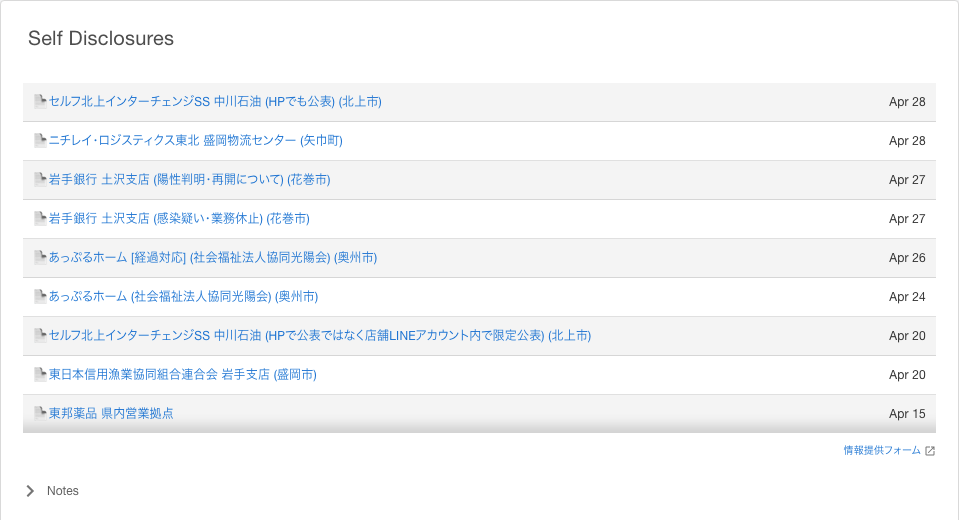 Self Disclosures
セルフ北上インターチェンジSS 中川石油 (HPでも公表) (北上市) Apr 28
ニチレイ・ロジスティクス東北 盛岡物流センター (矢巾町) Apr 28
岩手銀行 土沢支店 (陽性判明・再開について) (花巻市) Apr 27
岩手銀行 土沢支店 (感染疑い・業務休止) (花巻市) Apr 27
あっぷるホーム [経過対応] (社会福祉法人協同光陽会) (奥州市) Apr 26
あっぷるホーム (社会福祉法人協同光陽会) (奥州市) Apr 24
セルフ北上インターチェンジSS 中川石油 (HPで公表ではなく店舗LINEアカウント内で限定公表) (北上市) Apr 20
東日本信用漁業協同組合連合会 岩手支店 (盛岡市) Apr 20
東邦薬品 県内営業拠点 Apr 15
情報提供フォーム
Notes